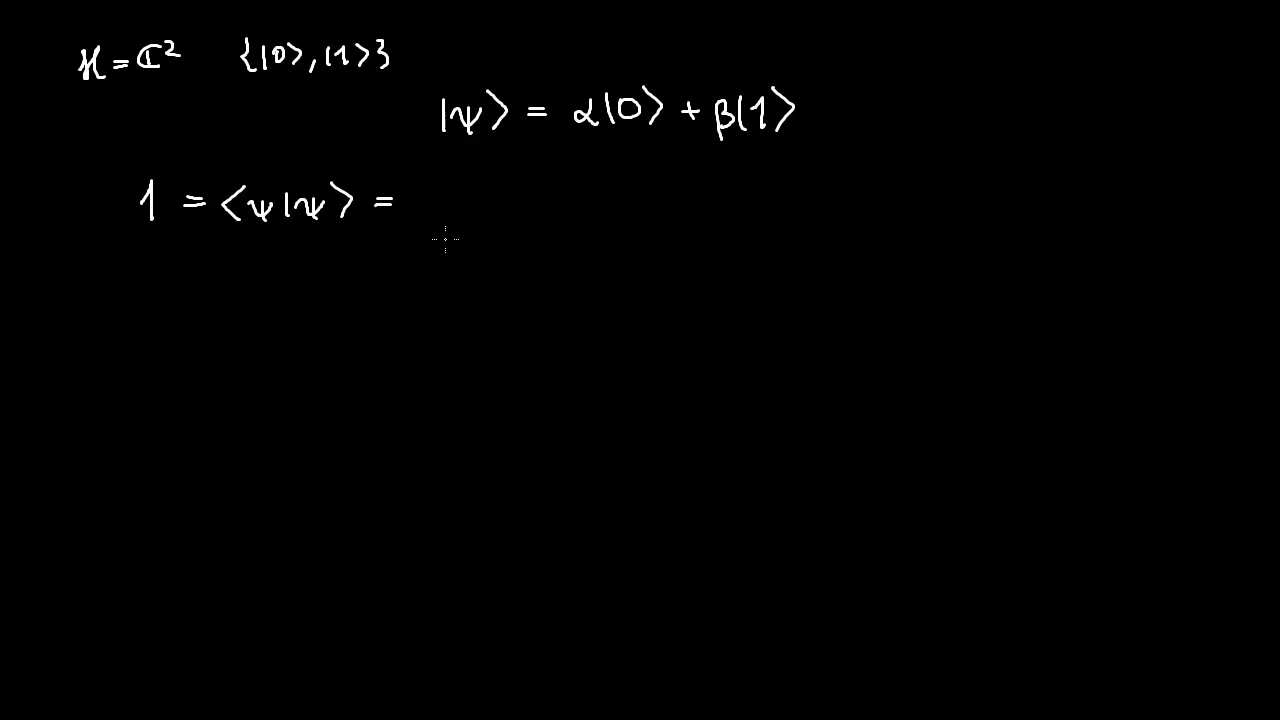 ℋ = ℂ² {|0⟩, |1⟩}
|ψ⟩ = α|0⟩ + β|1⟩
1 = ⟨ψ|ψ⟩ =